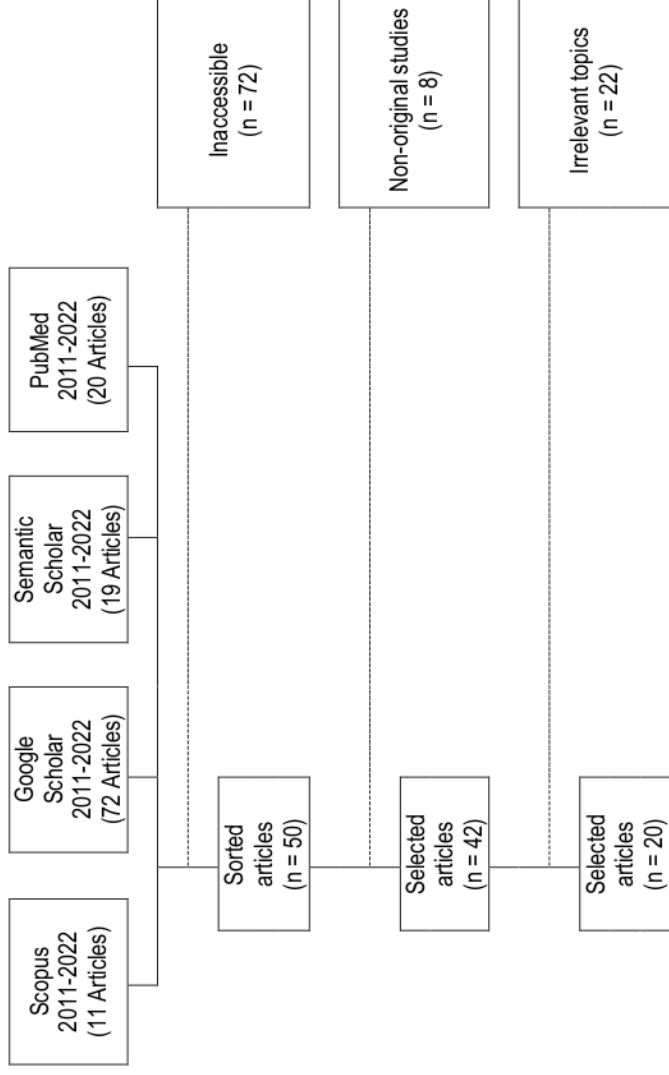 Scopus
2011-2022
(11 Articles)
Google
Scholar
2011-2022
(72 Articles)
Semantic
Scholar
2011-2022
(19 Articles)
PubMed
2011-2022
(20 Articles)
Inaccessible
(n = 72)
Sorted
articles
(n = 50)
Non-original studies
(n = 8)
Selected
articles
(n = 42)
Irrelevant topics
(n = 22)
Selected
articles
(n = 20)